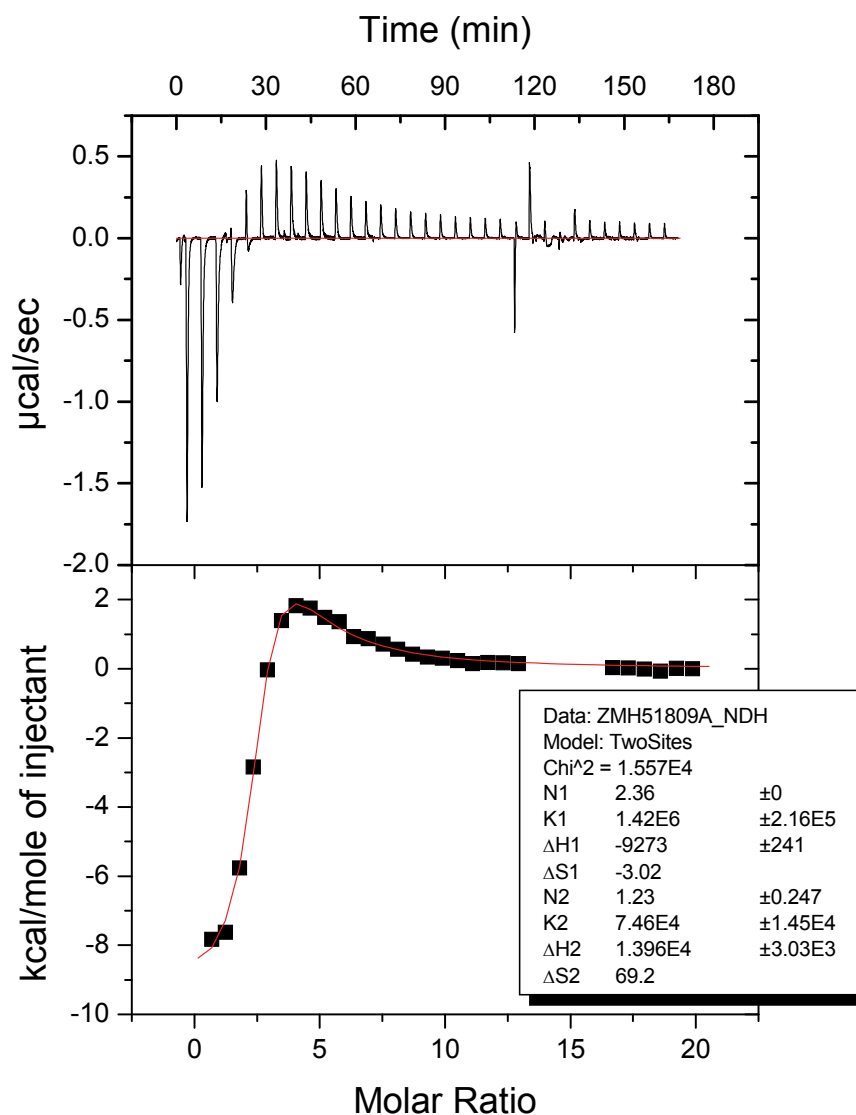 Time (min)
0 30 60 90 120 150 180
0.5
0.0
-0.5
-1.0
-1.5
-2.0
µcal/sec
2
0
-2
-4
-6
-8
-10
kcal/mole of injectant
Data: ZMH51809A_NDH
Model: TwoSites
Chi^2 = 1.557E4
N1 2.36 ±0
K1 1.42E6 ±2.16E5
ΔH1 -9273 ±241
ΔS1 -3.02
N2 1.23 ±0.247
K2 7.46E4 ±1.45E4
ΔH2 1.396E4 ±3.03E3
ΔS2 69.2
0 5 10 15 20
Molar Ratio